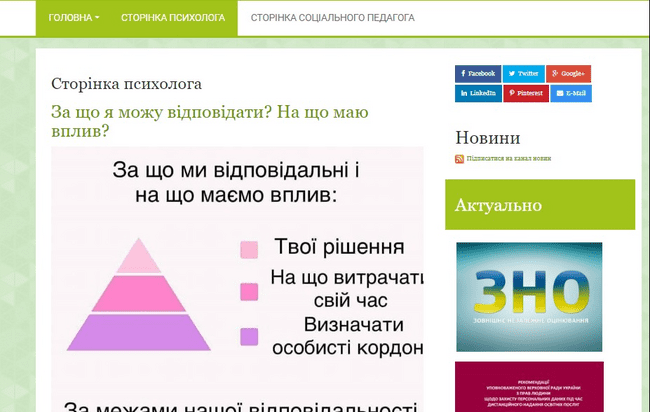 ГОЛОВНА
СТОРІНКА ПСИХОЛОГА
СТОРІНКА СОЦІАЛЬНОГО ПЕДАГОГА
Сторінка психолога
За що я можу відповідати? На що маю
вплив?
За що ми відповідальні і
на що маємо вплив:
Твої рішення
На що витрачати
свій час
Визначати
особисті кордон
За межами нашої відповідальності
Facebook
Twitter
Google+
LinkedIn
Pinterest
E-Mail
Новини
Підписатися на канал новин
Актуально
ЗНО
ЗОВНІШНЄ НЕЗАЛЕЖНЕ ОЦІНЮВАННЯ
РЕКОМЕНДАЦІЇ
УПОВНОВАЖЕНОГО ВЕРХОВНОЇ РАДИ УКРАЇНИ
З ПРАВ ЛЮДИНИ
ЩОДО ЗАХИСТУ ПЕРСОНАЛЬНИХ ДАНИХ ПІД ЧАС
ДИСТАНЦІЙНОГО НАДАННЯ ОСВІТНІХ ПОСЛУГ